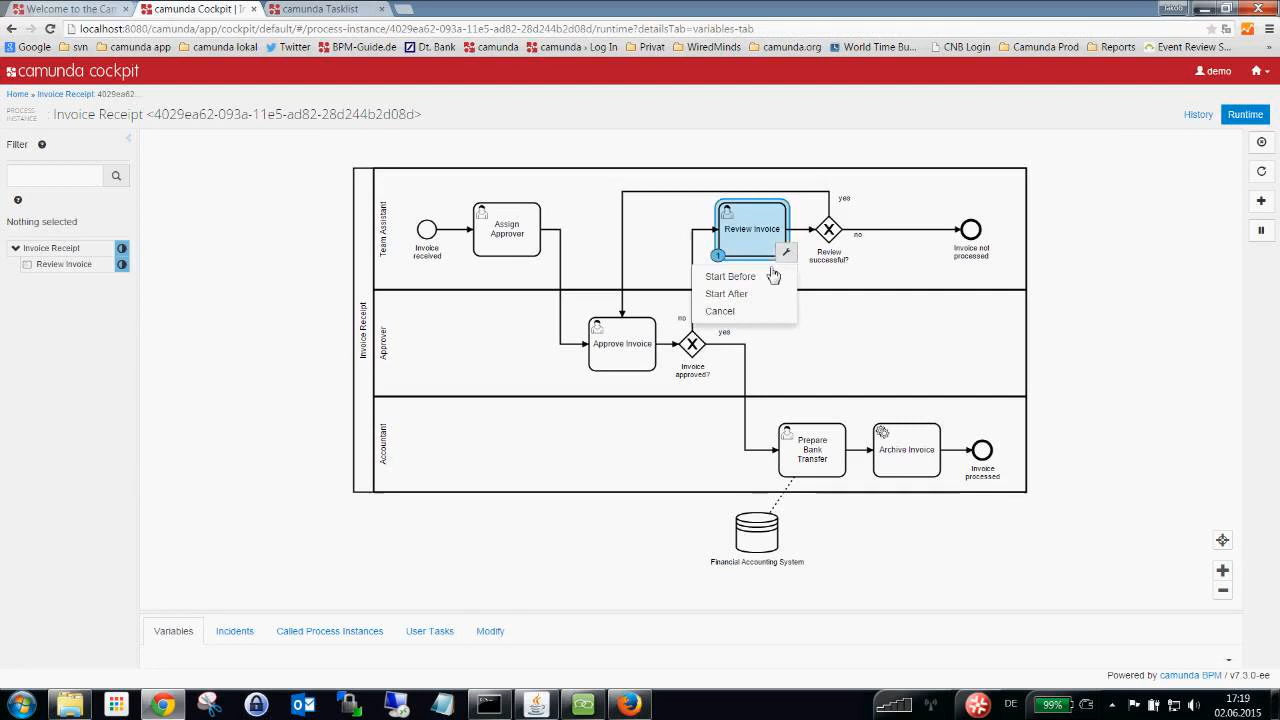 Welcome to the Cam
camunda Cockpit | In
camunda Tasklist
Jakob
localhost:8080/camunda/app/cockpit/default/#/process-instance/4029ea62-093a-11e5-ad82-28d244b2d08d/runtime?detailsTab=variables-tab
Google
svn
camunda app
camunda lokal
Twitter
BPM-Guide.de
Dt. Bank
camunda
camunda › Log In
Privat
WiredMinds
camunda.org - Admin
World Time Bu...
CNB Login
Camunda Prod
Reports
Event Review S...
camunda cockpit
demo
Home » Invoice Receipt: 4029ea62...
PROCESS
INSTANCE
: Invoice Receipt <4029ea62-093a-11e5-ad82-28d244b2d08d>
History
Runtime
Filter
Nothing selected
Invoice Receipt
Review Invoice
Invoice Receipt
Team Assistant
Invoice
received
Assign
Approver
Review Invoice
1
yes
Review
successful?
no
Invoice not
processed
Start Before
Start After
Cancel
Approver
Approve Invoice
no
yes
Invoice
approved?
Accountant
Prepare
Bank
Transfer
Archive Invoice
Invoice
processed
Financial Accounting System
Variables
Incidents
Called Process Instances
User Tasks
Modify
Powered by camunda BPM / v7.3.0-ee
DE
99%
17:19
02.06.2015